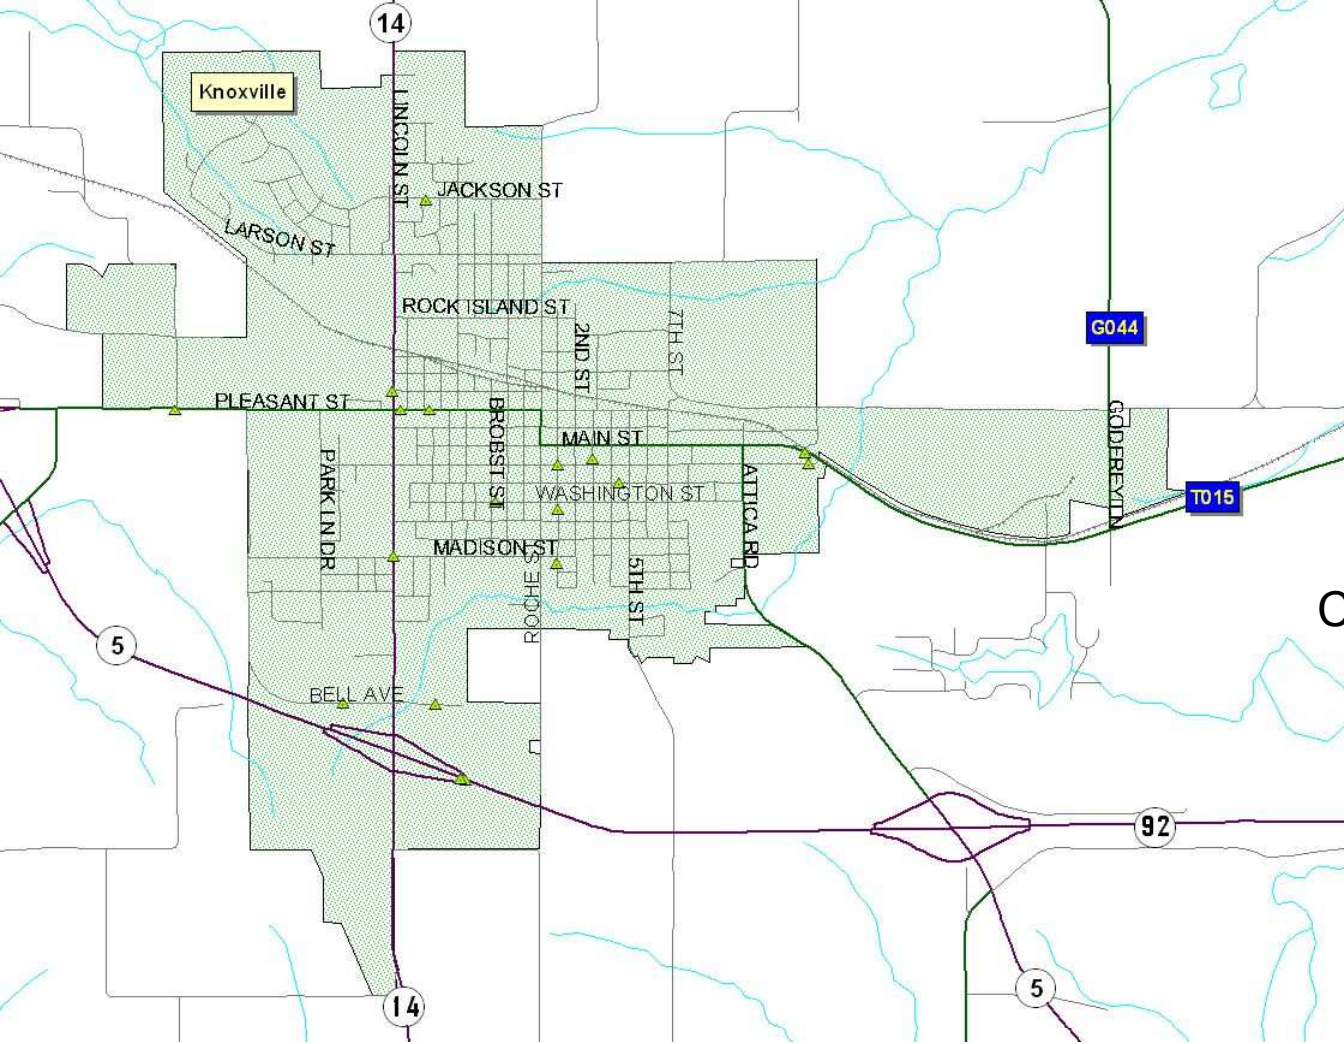 14
Knoxville
LINCOLN ST
JACKSON ST
LARSON ST
ROCK ISLAND ST
2ND ST
7TH ST
G044
PLEASANT ST
BROBST ST
MAIN ST
GODFREY LN
PARK LN DR
WASHINGTON ST
ATTICA RD
T015
MADISON ST
5TH ST
ROCHE S
5
BELL AVE
92
5
14